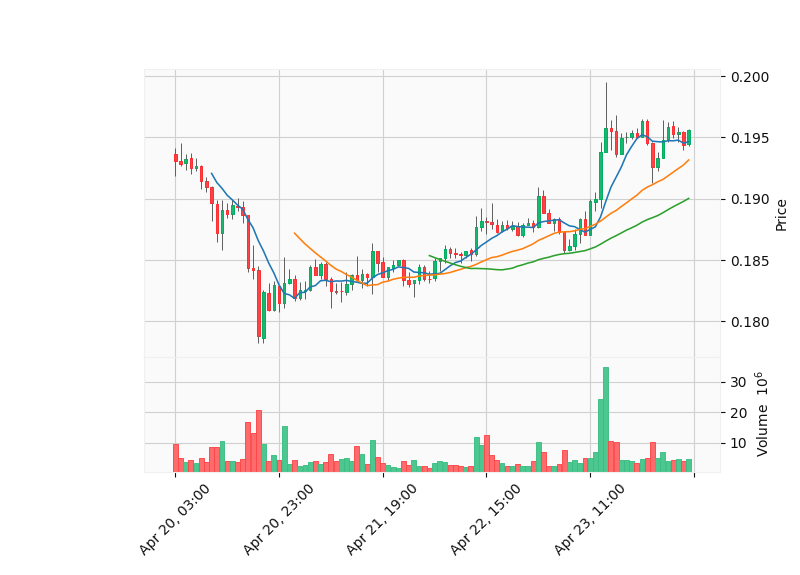 0.200
0.195
0.190
0.185
0.180
Price
30
20
10
Volume 10^6
Apr 20, 03:00
Apr 20, 23:00
Apr 21, 19:00
Apr 22, 15:00
Apr 23, 11:00